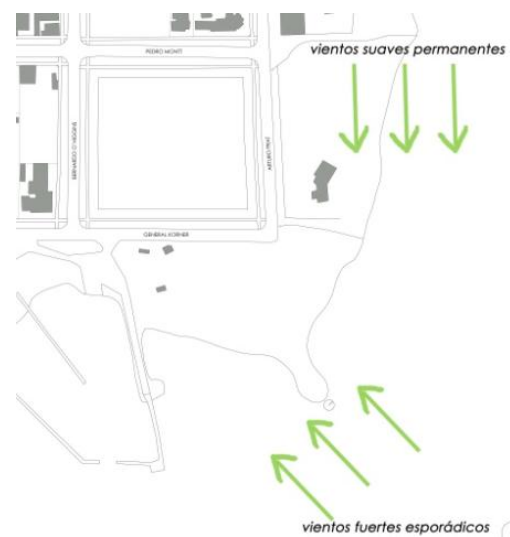 PEDRO MONTT
vientos suaves permanentes
BERNARDO O'HIGGINS
ARTURO PRAT
GENERAL KORNER
vientos fuertes esporádicos